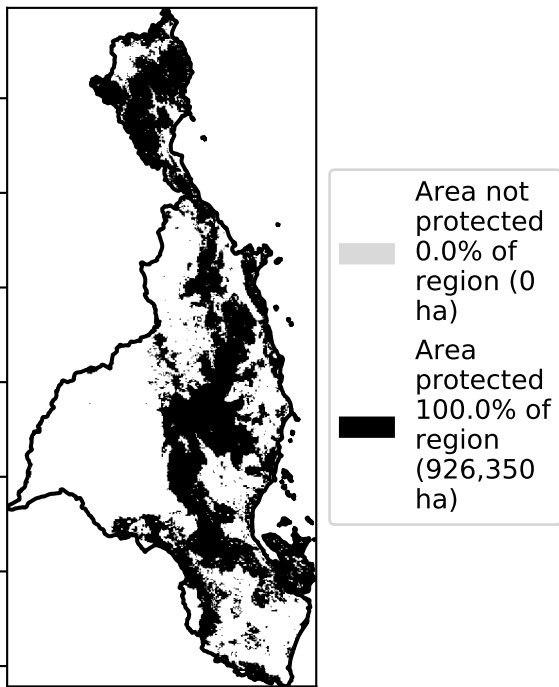 Area not
protected
0.0% of
region (0
ha)
Area
protected
100.0% of
region
(926,350
ha)